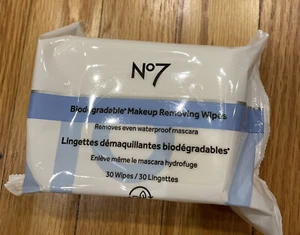 No7
Biodegradable* Makeup Removing Wipes
Removes even waterproof mascara
Lingettes démaquillantes biodégradables*
Enlève même le mascara hydrofuge
30 Wipes / 30 Lingettes